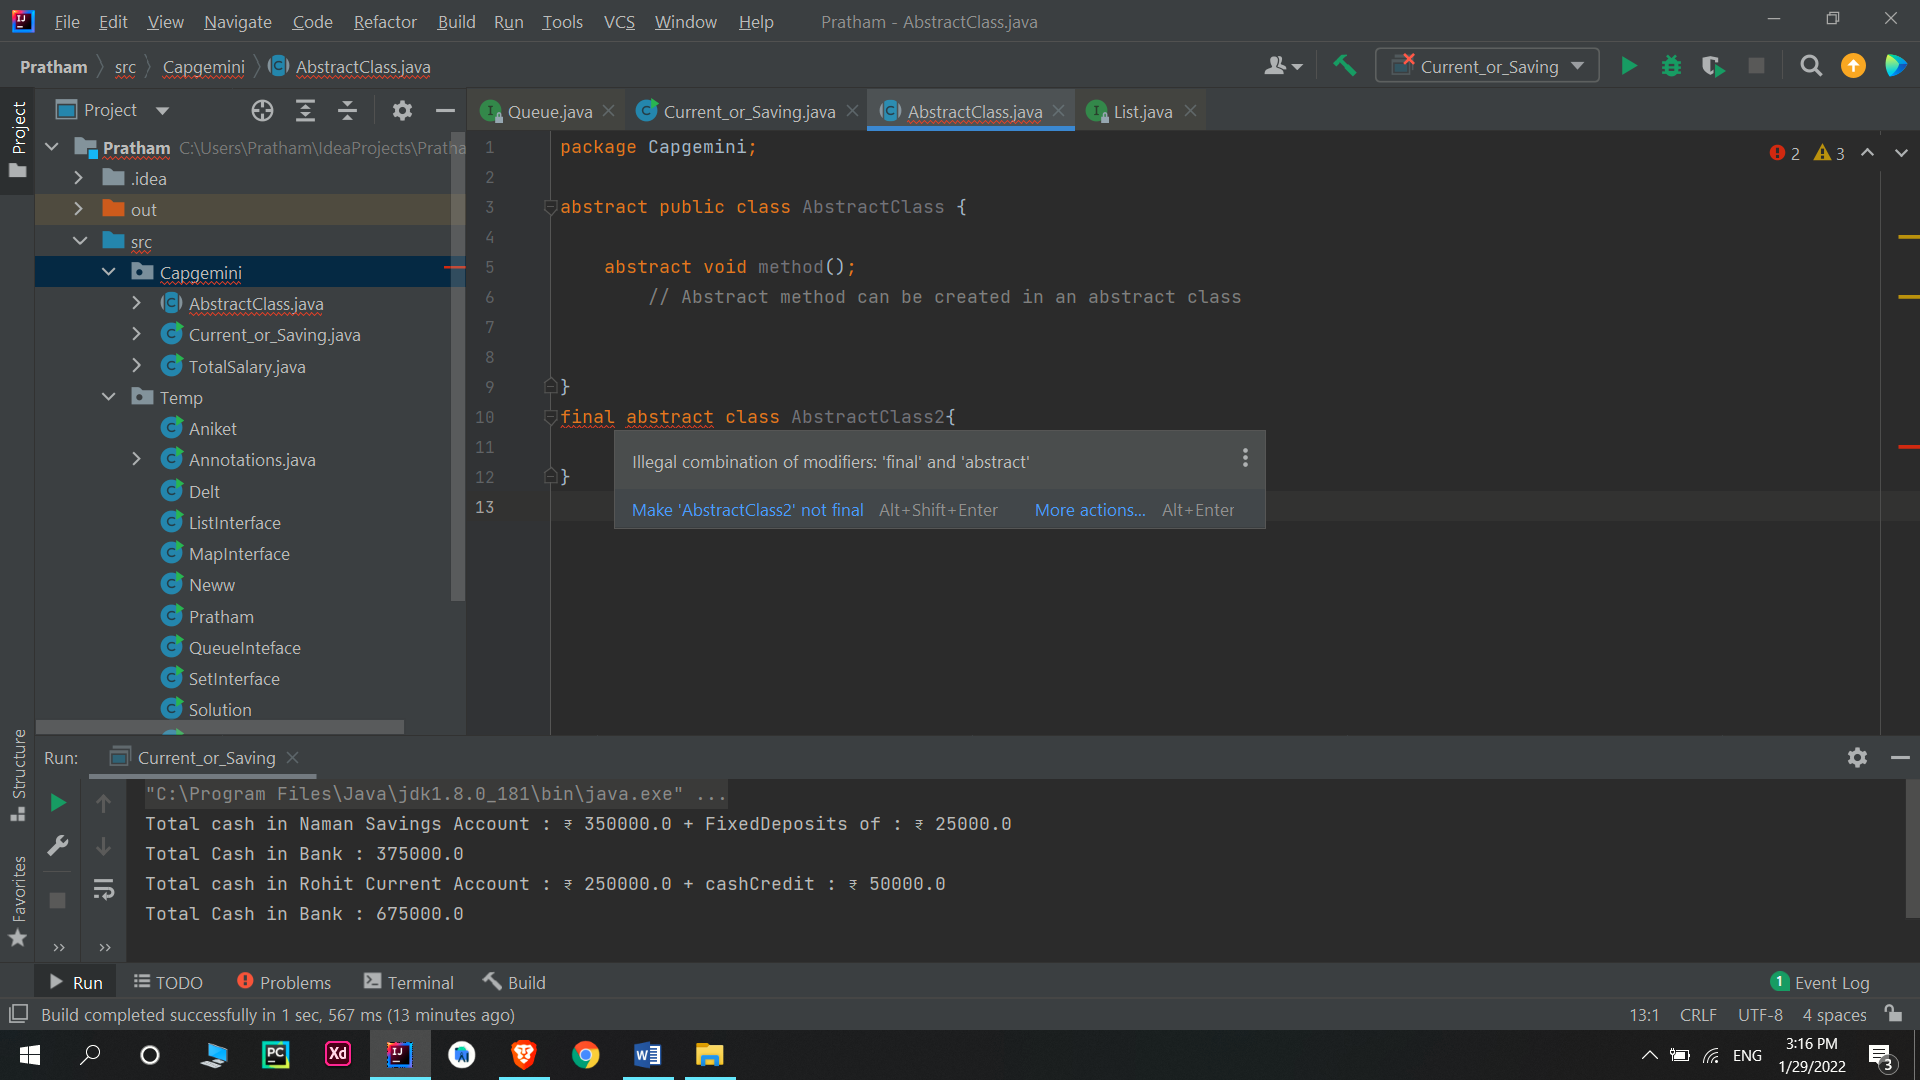 File Edit View Navigate Code Refactor Build Run Tools VCS Window Help Pratham - AbstractClass.java
Pratham src Capgemini AbstractClass.java Current_or_Saving
Project
Project
Queue.java Current_or_Saving.java AbstractClass.java List.java
Pratham C:\Users\Pratham\IdeaProjects\Pratha
.idea
out
src
Capgemini
AbstractClass.java
Current_or_Saving.java
TotalSalary.java
Temp
Aniket
Annotations.java
Delt
ListInterface
MapInterface
Neww
Pratham
QueueInteface
SetInterface
Solution
2 3
1 package Capgemini;
2
3 abstract public class AbstractClass {
4
5 abstract void method();
6 // Abstract method can be created in an abstract class
7
8
9 }
10 final abstract class AbstractClass2{
11
12 }
13
Illegal combination of modifiers: 'final' and 'abstract'
Make 'AbstractClass2' not final Alt+Shift+Enter More actions... Alt+Enter
Structure
Favorites
Run: Current_or_Saving
"C:\Program Files\Java\jdk1.8.0_181\bin\java.exe" ...
Total cash in Naman Savings Account : ₹ 350000.0 + FixedDeposits of : ₹ 25000.0
Total Cash in Bank : 375000.0
Total cash in Rohit Current Account : ₹ 250000.0 + cashCredit : ₹ 50000.0
Total Cash in Bank : 675000.0
Run TODO Problems Terminal Build 1 Event Log
Build completed successfully in 1 sec, 567 ms (13 minutes ago) 13:1 CRLF UTF-8 4 spaces
PC Xd IJ W ENG
3:16 PM
1/29/2022
3